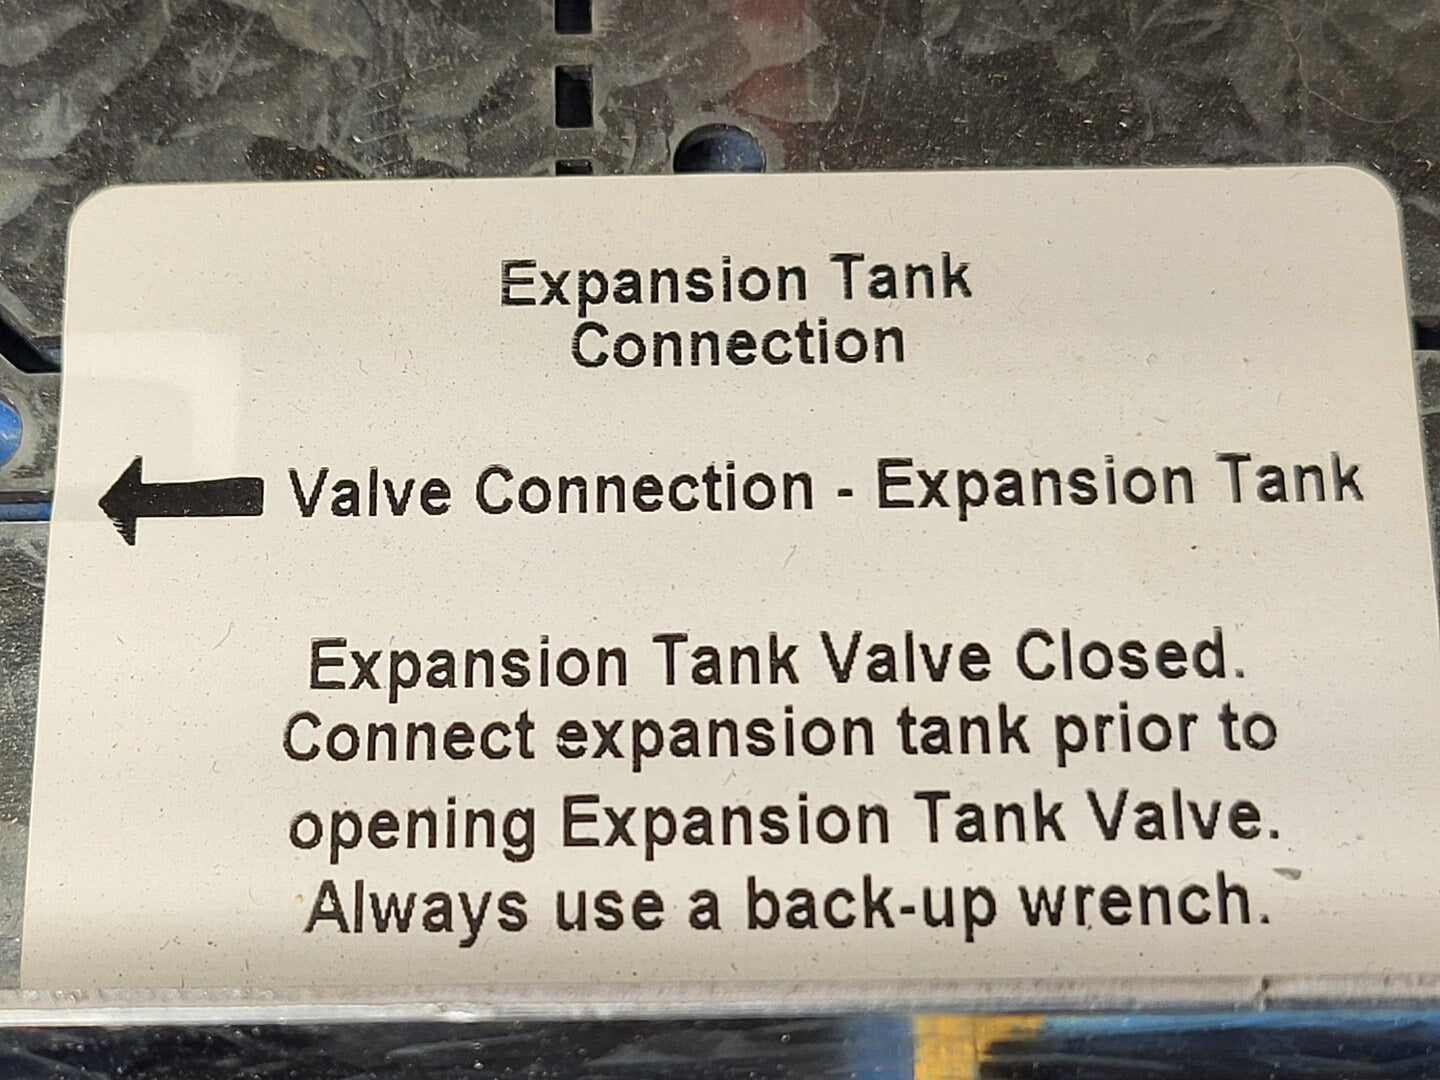 Expansion Tank
Connection
Valve Connection - Expansion Tank
Expansion Tank Valve Closed.
Connect expansion tank prior to
opening Expansion Tank Valve.
Always use a back-up wrench.